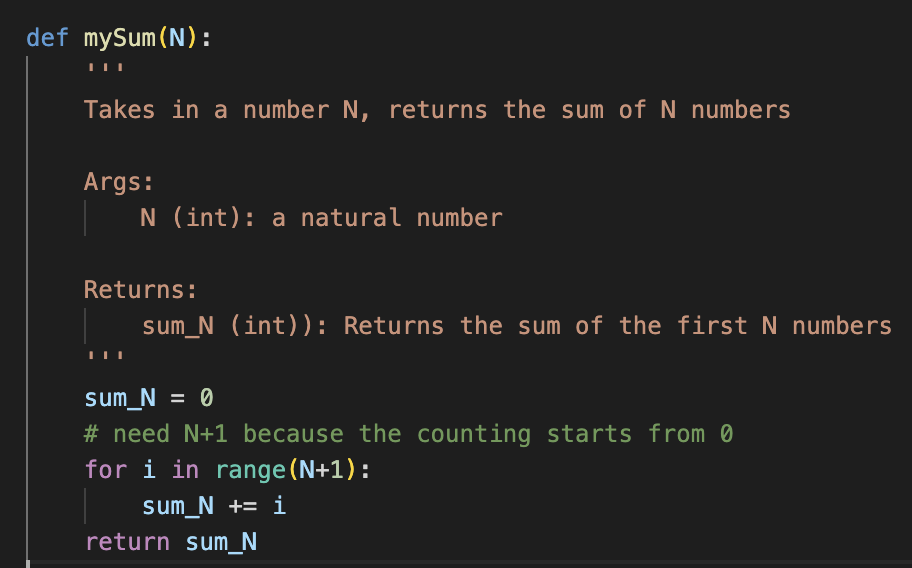 def mySum(N):
    '''
    Takes in a number N, returns the sum of N numbers

    Args:
        N (int): a natural number

    Returns:
        sum_N (int)): Returns the sum of the first N numbers
    '''
    sum_N = 0
    # need N+1 because the counting starts from 0
    for i in range(N+1):
        sum_N += i
    return sum_N